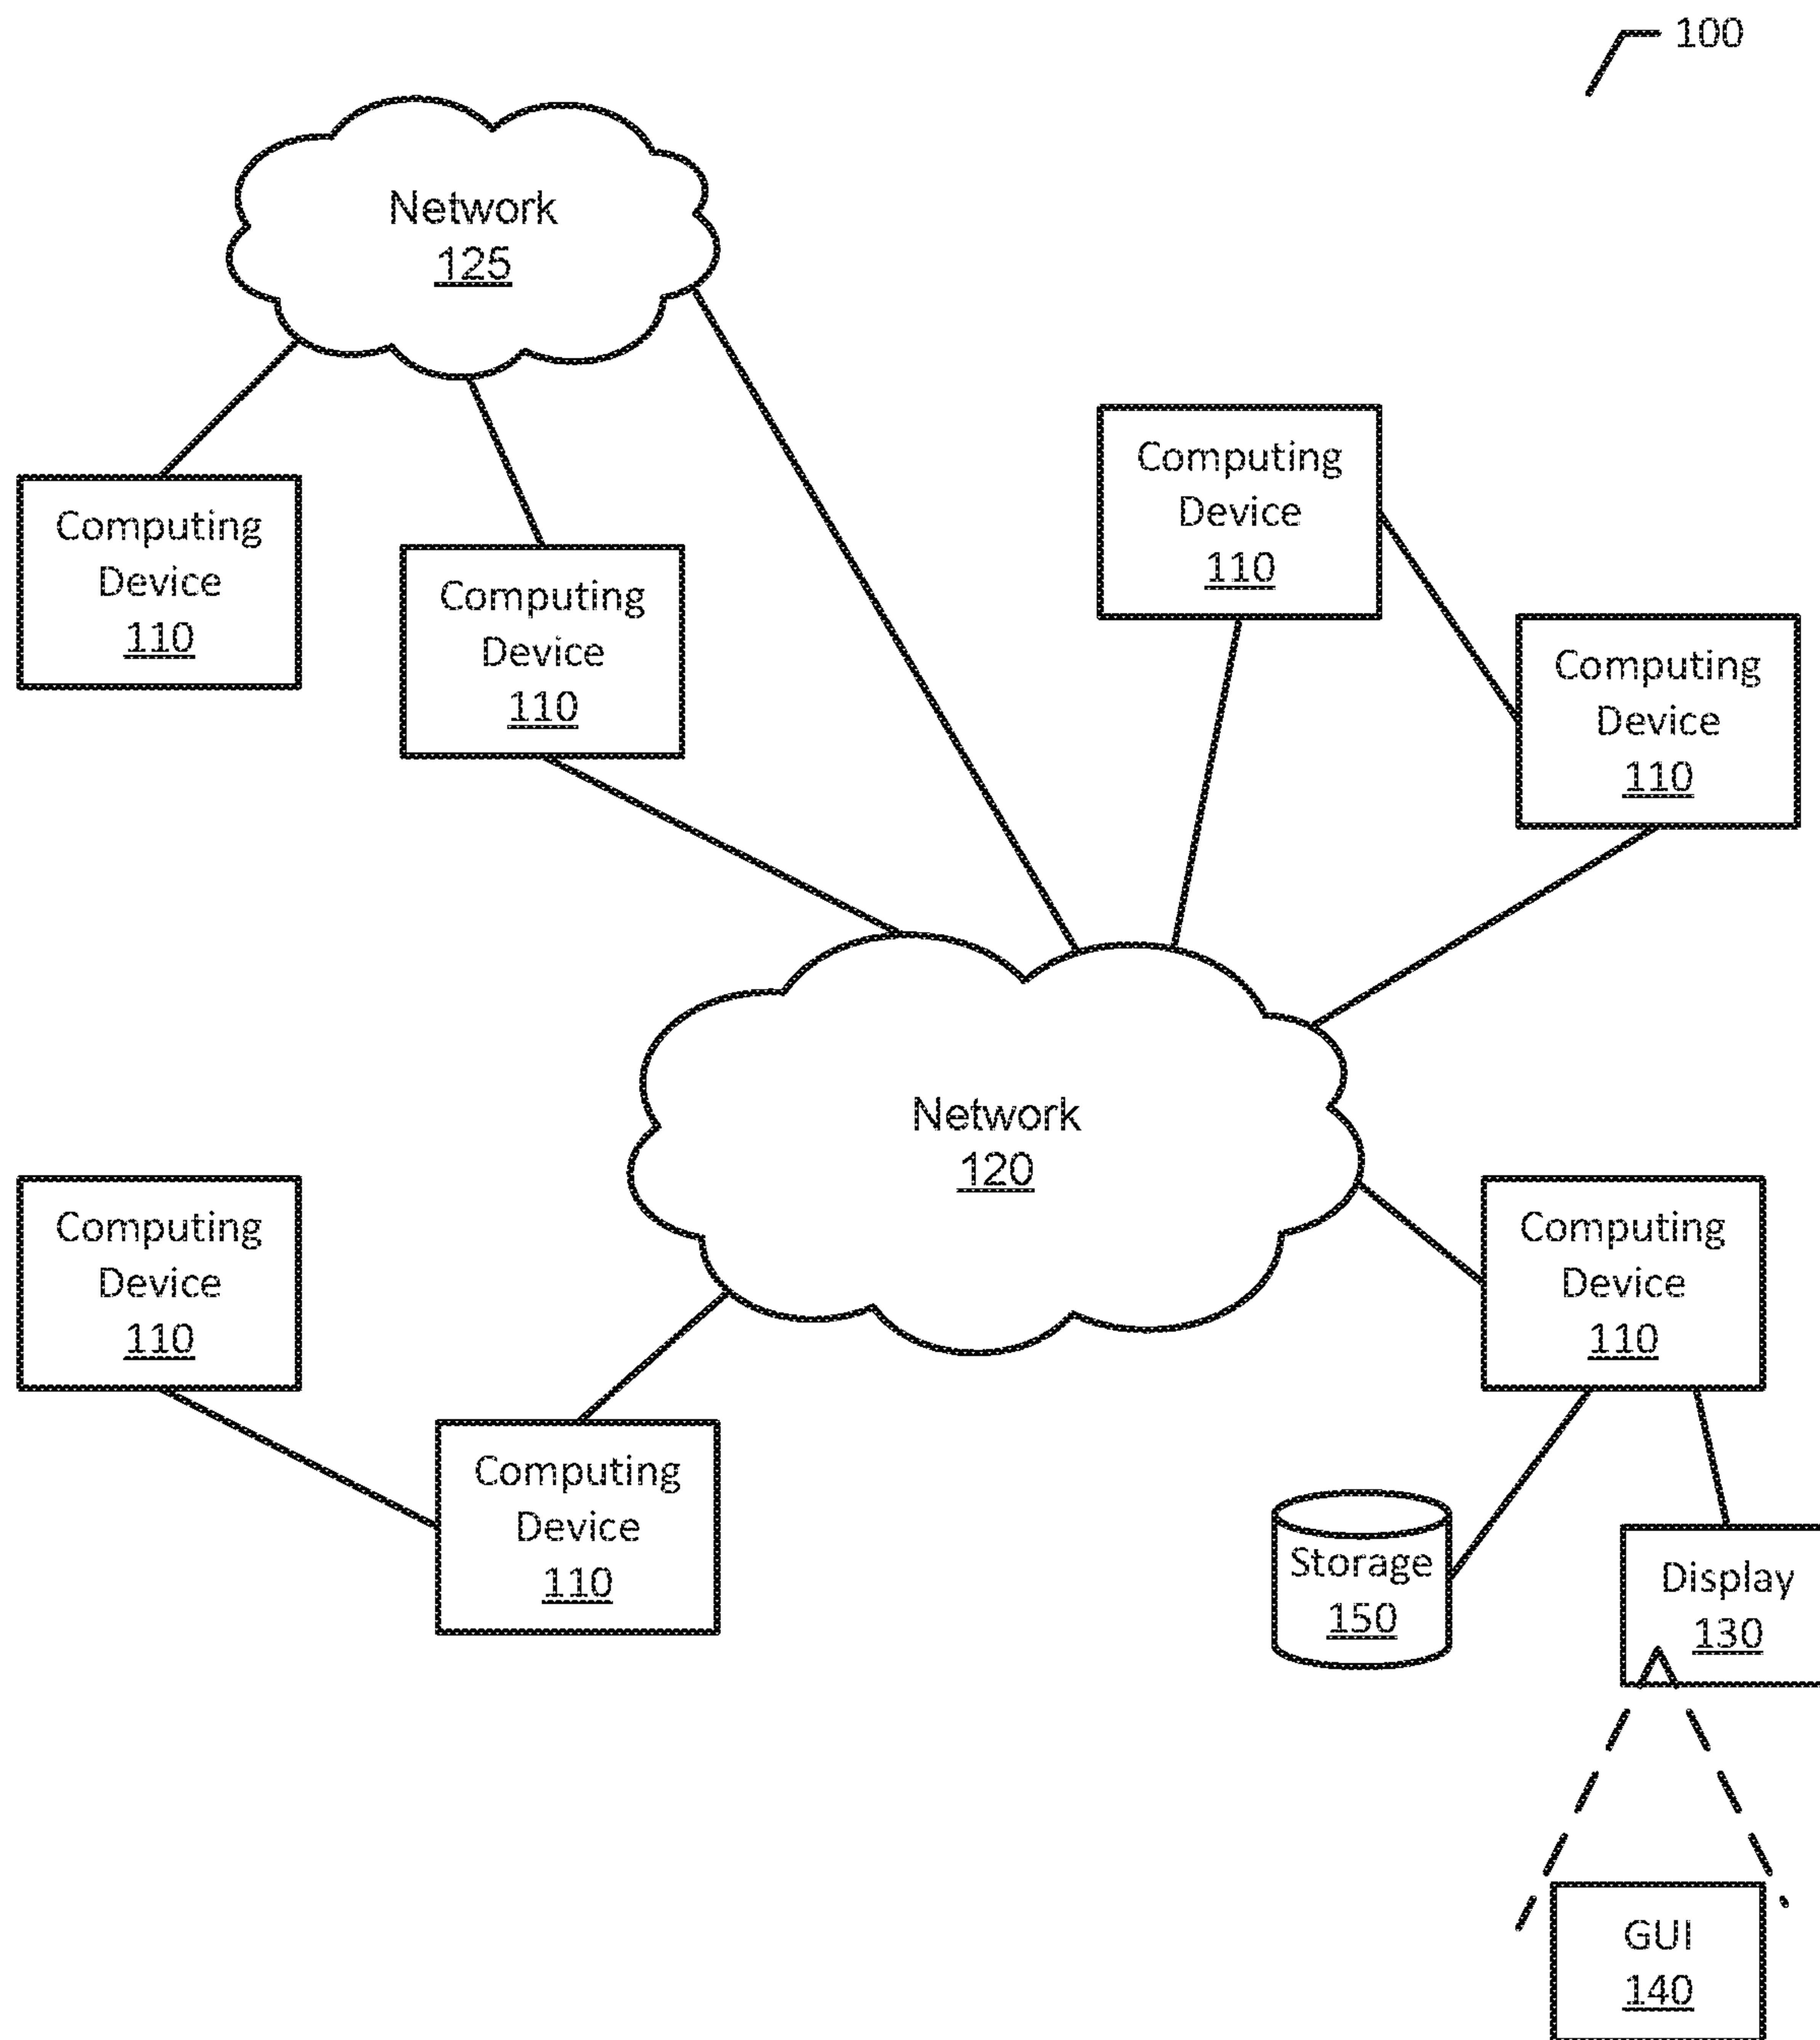 100
Network
125
Computing
Device
110
Computing
Device
110
Computing
Device
110
Computing
Device
110
Network
120
Computing
Device
110
Computing
Device
110
Computing
Device
110
Storage
150
Display
130
GUI
140